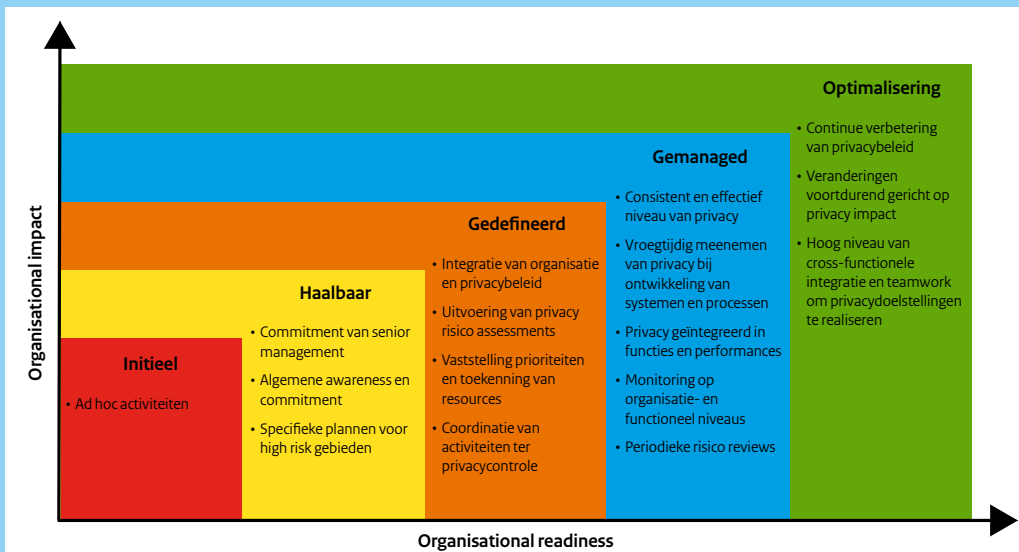 Organisational impact
Initieel
• Ad hoc activiteiten
Haalbaar
• Commitment van senior
management
• Algemene awareness en
commitment
• Specifieke plannen voor
high risk gebieden
Gedefineerd
• Integratie van organisatie
en privacybeleid
• Uitvoering van privacy
risico assessments
• Vaststelling prioriteiten
en toekenning van
resources
• Coordinatie van
activiteiten ter
privacycontrole
Gemanaged
• Consistent en effectief
niveau van privacy
• Vroegtijdig meenemen
van privacy bij
ontwikkeling van
systemen en processen
• Privacy geïntegreerd in
functies en performances
• Monitoring op
organisatie- en
functioneel niveaus
• Periodieke risico reviews
Optimalisering
• Continue verbetering
van privacybeleid
• Veranderingen
voortdurend gericht op
privacy impact
• Hoog niveau van
cross-functionele
integratie en teamwork
om privacydoelstellingen
te realiseren
Organisational readiness